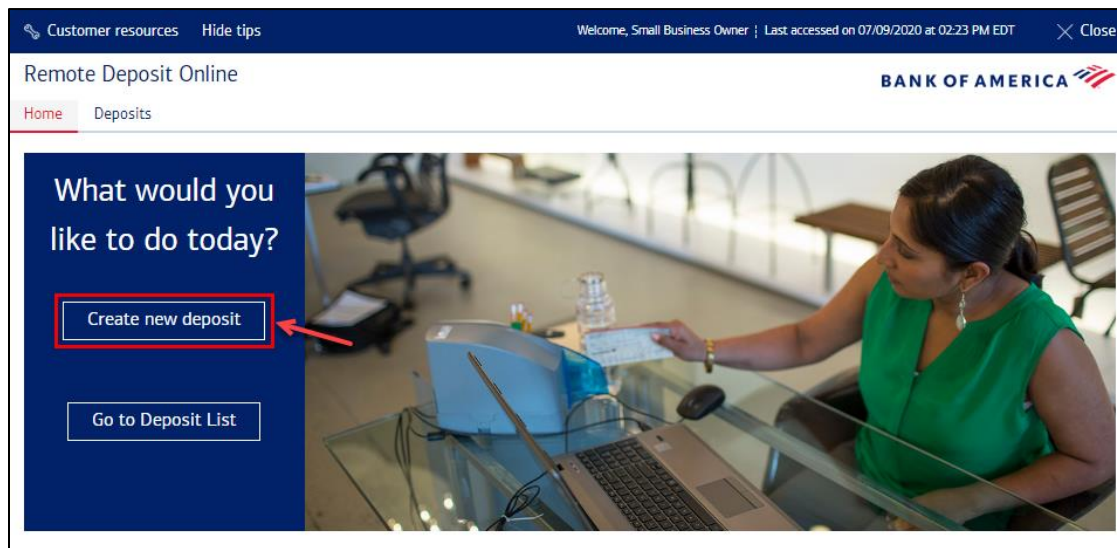 Customer resources Hide tips
Welcome, Small Business Owner ¦ Last accessed on 07/09/2020 at 02:23 PM EDT
Close
Remote Deposit Online
BANK OF AMERICA
Home Deposits
What would you
like to do today?
Create new deposit
Go to Deposit List